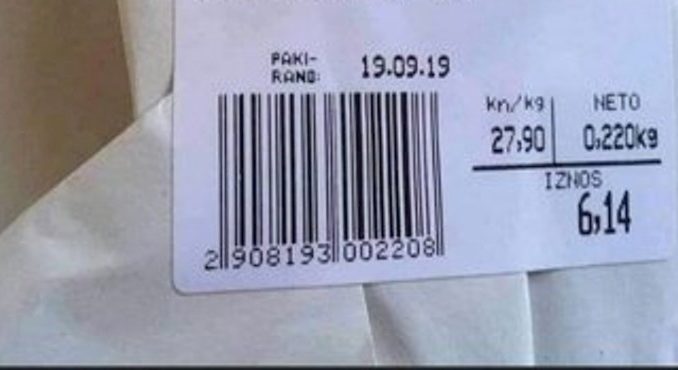 PAKI-
RANO: 19.09.19
kn/kg NETO
27,90 0,220kg
IZNOS
6,14
2 908193 002208